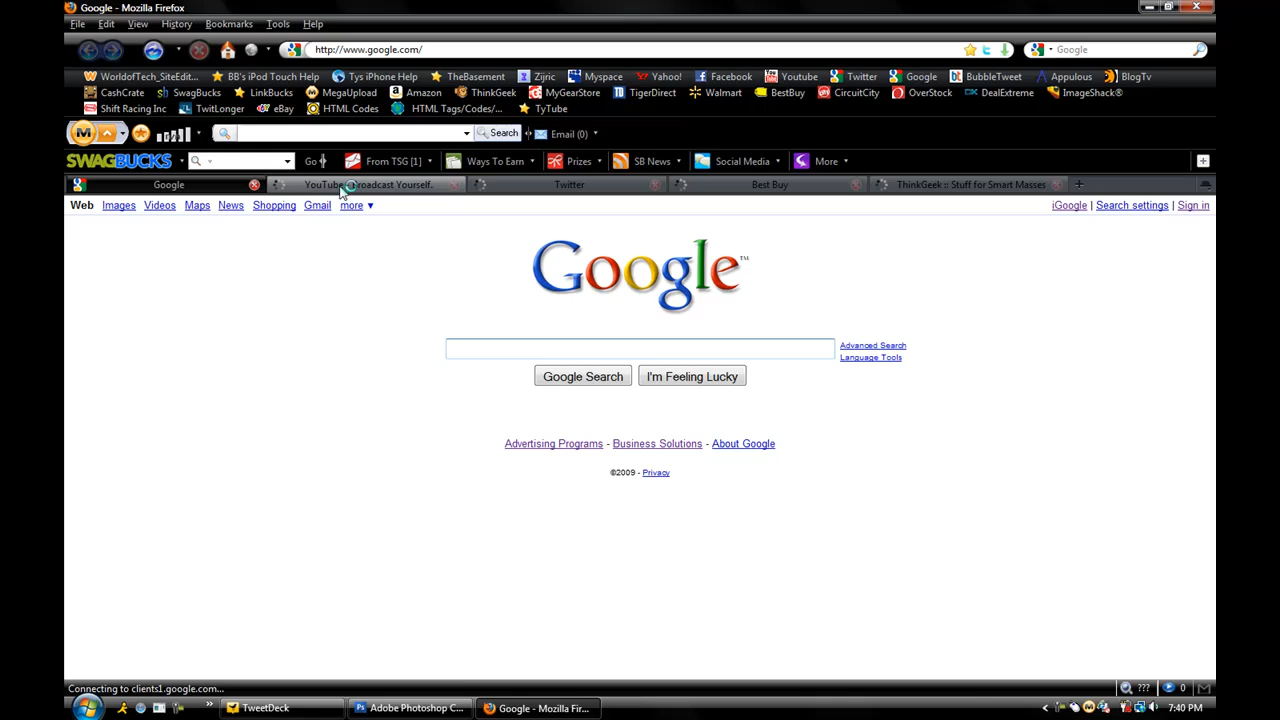 Google - Mozilla Firefox
File Edit View History Bookmarks Tools Help
http://www.google.com/ Google
WorldofTech_SiteEdit... BB's iPod Touch Help Tys iPhone Help TheBasement Zijric Myspace Yahoo! Facebook Youtube Twitter Google BubbleTweet Appulous BlogTv
CashCrate SwagBucks LinkBucks MegaUpload Amazon ThinkGeek MyGearStore TigerDirect Walmart BestBuy CircuitCity OverStock DealExtreme ImageShack®
Shift Racing Inc TwitLonger eBay HTML Codes HTML Tags/Codes/... TyTube
M Search Email (0)
SWAGBUCKS Go From TSG [1] Ways To Earn Prizes SB News Social Media More
Google YouTube - Broadcast Yourself. Twitter Best Buy ThinkGeek :: Stuff for Smart Masses
Web Images Videos Maps News Shopping Gmail more ▼ iGoogle | Search settings | Sign in
Google™
Advanced Search
Language Tools
Google Search I'm Feeling Lucky
Advertising Programs - Business Solutions - About Google
©2009 - Privacy
Connecting to clients1.google.com... ??? 0
TweetDeck Adobe Photoshop C... Google - Mozilla Fir... 7:40 PM